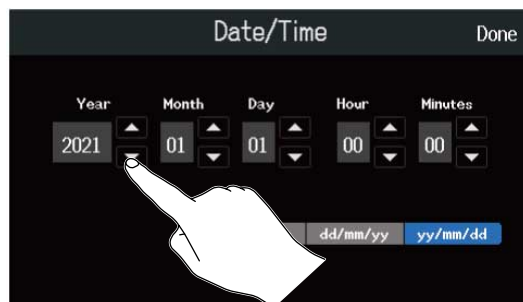 Date/Time Done
Year Month Day Hour Minutes
2021 01 01 00 00
dd/mm/yy yy/mm/dd